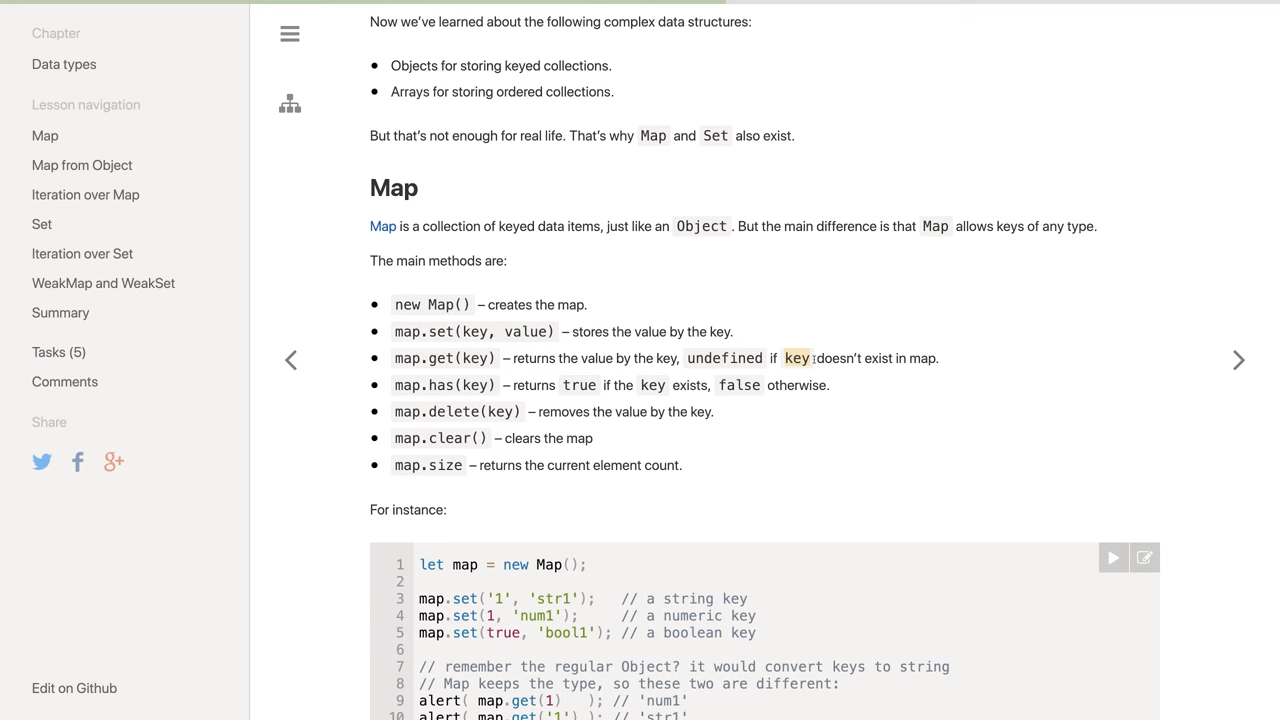 Chapter
Data types
Lesson navigation
Map
Map from Object
Iteration over Map
Set
Iteration over Set
WeakMap and WeakSet
Summary
Tasks (5)
Comments
Share
g+
Edit on Github
Now we’ve learned about the following complex data structures:
Objects for storing keyed collections.
Arrays for storing ordered collections.
But that’s not enough for real life. That’s why Map and Set also exist.
Map
Map is a collection of keyed data items, just like an Object. But the main difference is that Map allows keys of any type.
The main methods are:
new Map() – creates the map.
map.set(key, value) – stores the value by the key.
map.get(key) – returns the value by the key, undefined if key doesn’t exist in map.
map.has(key) – returns true if the key exists, false otherwise.
map.delete(key) – removes the value by the key.
map.clear() – clears the map
map.size – returns the current element count.
For instance:
1 let map = new Map();
2
3 map.set('1', 'str1');   // a string key
4 map.set(1, 'num1');     // a numeric key
5 map.set(true, 'bool1'); // a boolean key
6
7 // remember the regular Object? it would convert keys to string
8 // Map keeps the type, so these two are different:
9 alert( map.get(1)   ); // 'num1'
10 alert( map.get('1') ); // 'str1'